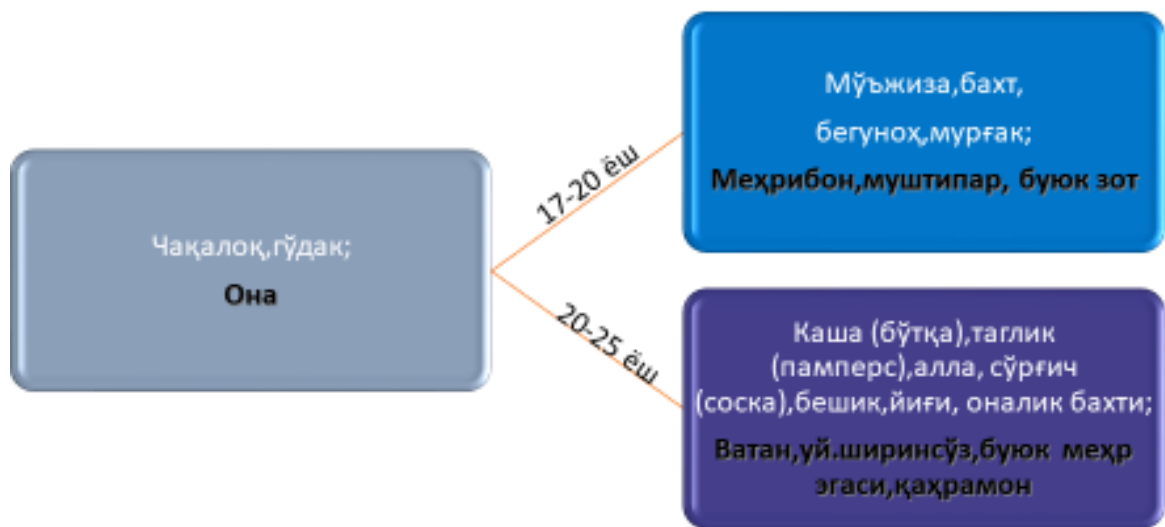 Чақалоқ,гўдак;
Она
17-20 ёш
Мўъжиза,бахт,
бегуноҳ,мурғак;
Меҳрибон,муштипар, буюк зот
20-25 ёш
Каша (бўтқа),таглик
(памперс),алла, сўрғич
(соска),бешик,йиғи, оналик бахти;
Ватан,уй.ширинсўз,буюк меҳр
эгаси,қаҳрамон